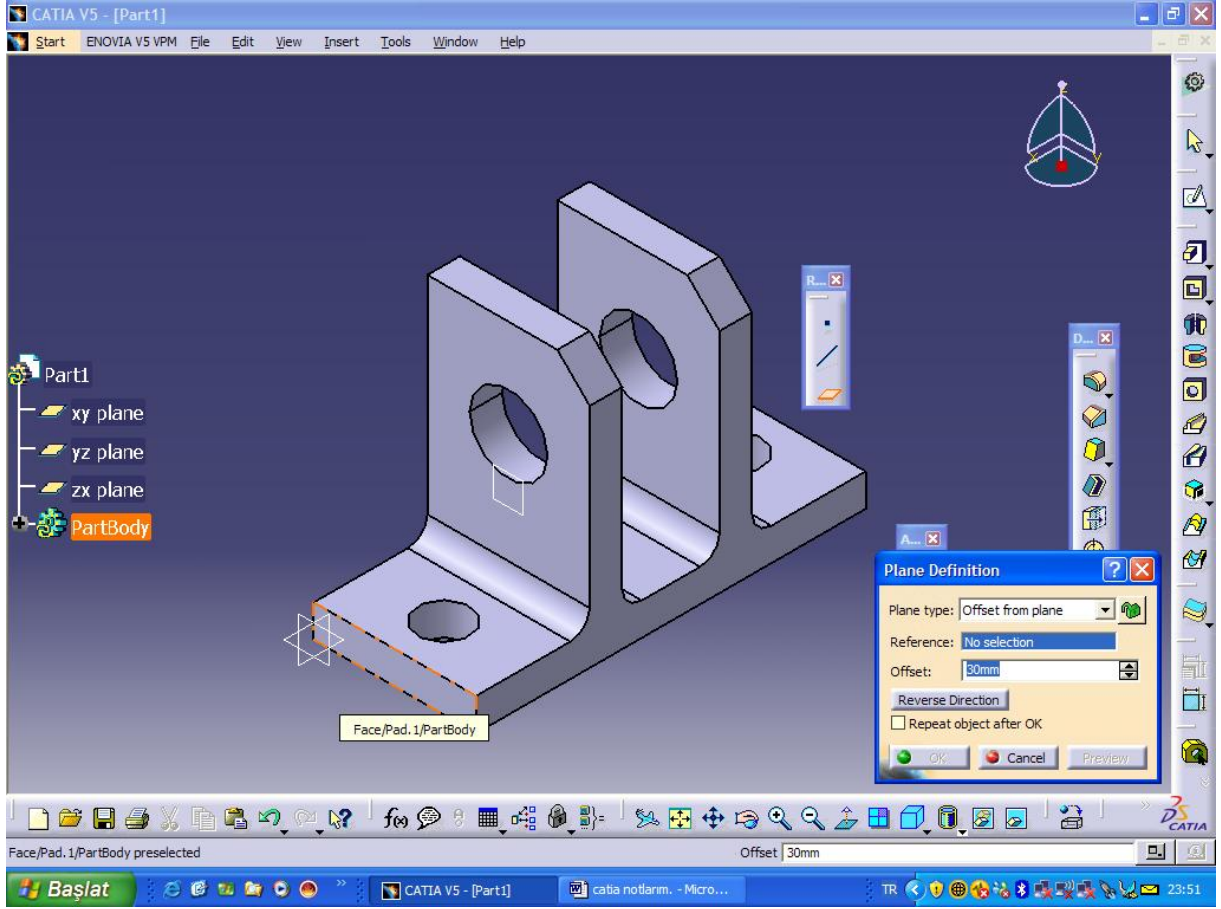 CATIA V5 - [Part1]
Start ENOVIA V5 VPM File Edit View Insert Tools Window Help
z
x y
R...
D...
Part1
xy plane
yz plane
zx plane
PartBody
A...
Plane Definition
Plane type: Offset from plane
Reference: No selection
Offset: 30mm
Reverse Direction
Repeat object after OK
OK Cancel Preview
Face/Pad.1/PartBody
f(x)
CATIA
Face/Pad.1/PartBody preselected Offset 30mm
Başlat CATIA V5 - [Part1] catia notlarım. - Micro... TR 23:51